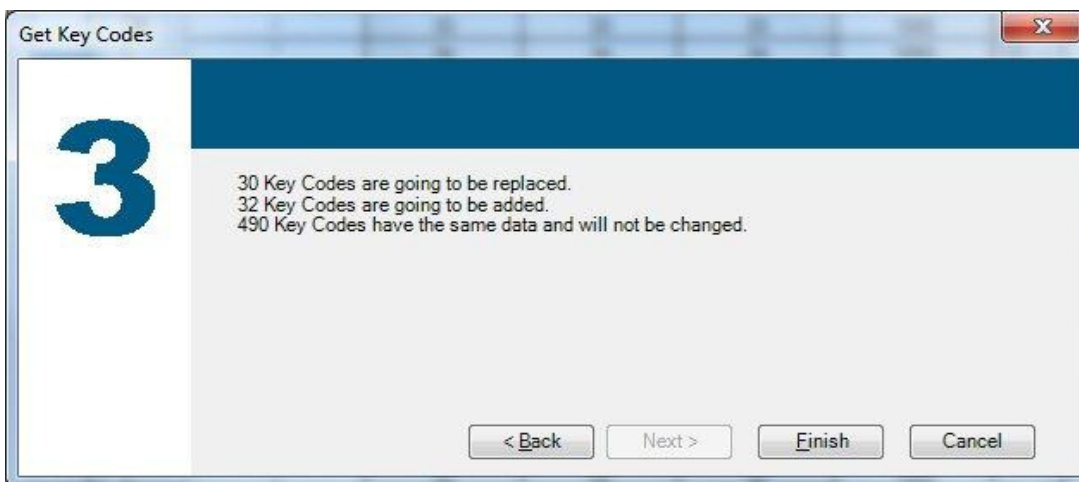 Get Key Codes
3
30 Key Codes are going to be replaced.
32 Key Codes are going to be added.
490 Key Codes have the same data and will not be changed.
< Back Next > Finish Cancel